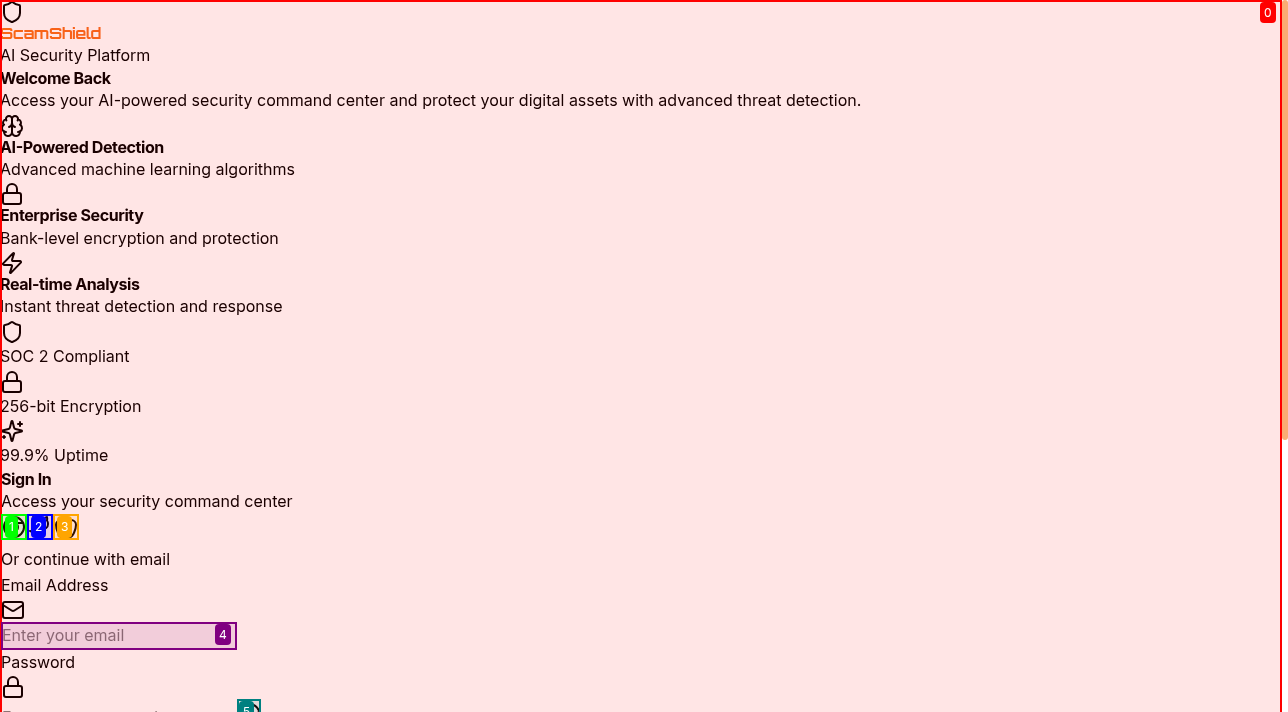 0
ScamShield
AI Security Platform
Welcome Back
Access your AI-powered security command center and protect your digital assets with advanced threat detection.
AI-Powered Detection
Advanced machine learning algorithms
Enterprise Security
Bank-level encryption and protection
Real-time Analysis
Instant threat detection and response
SOC 2 Compliant
256-bit Encryption
99.9% Uptime
Sign In
Access your security command center
1 2 3
Or continue with email
Email Address
Enter your email 4
Password
5